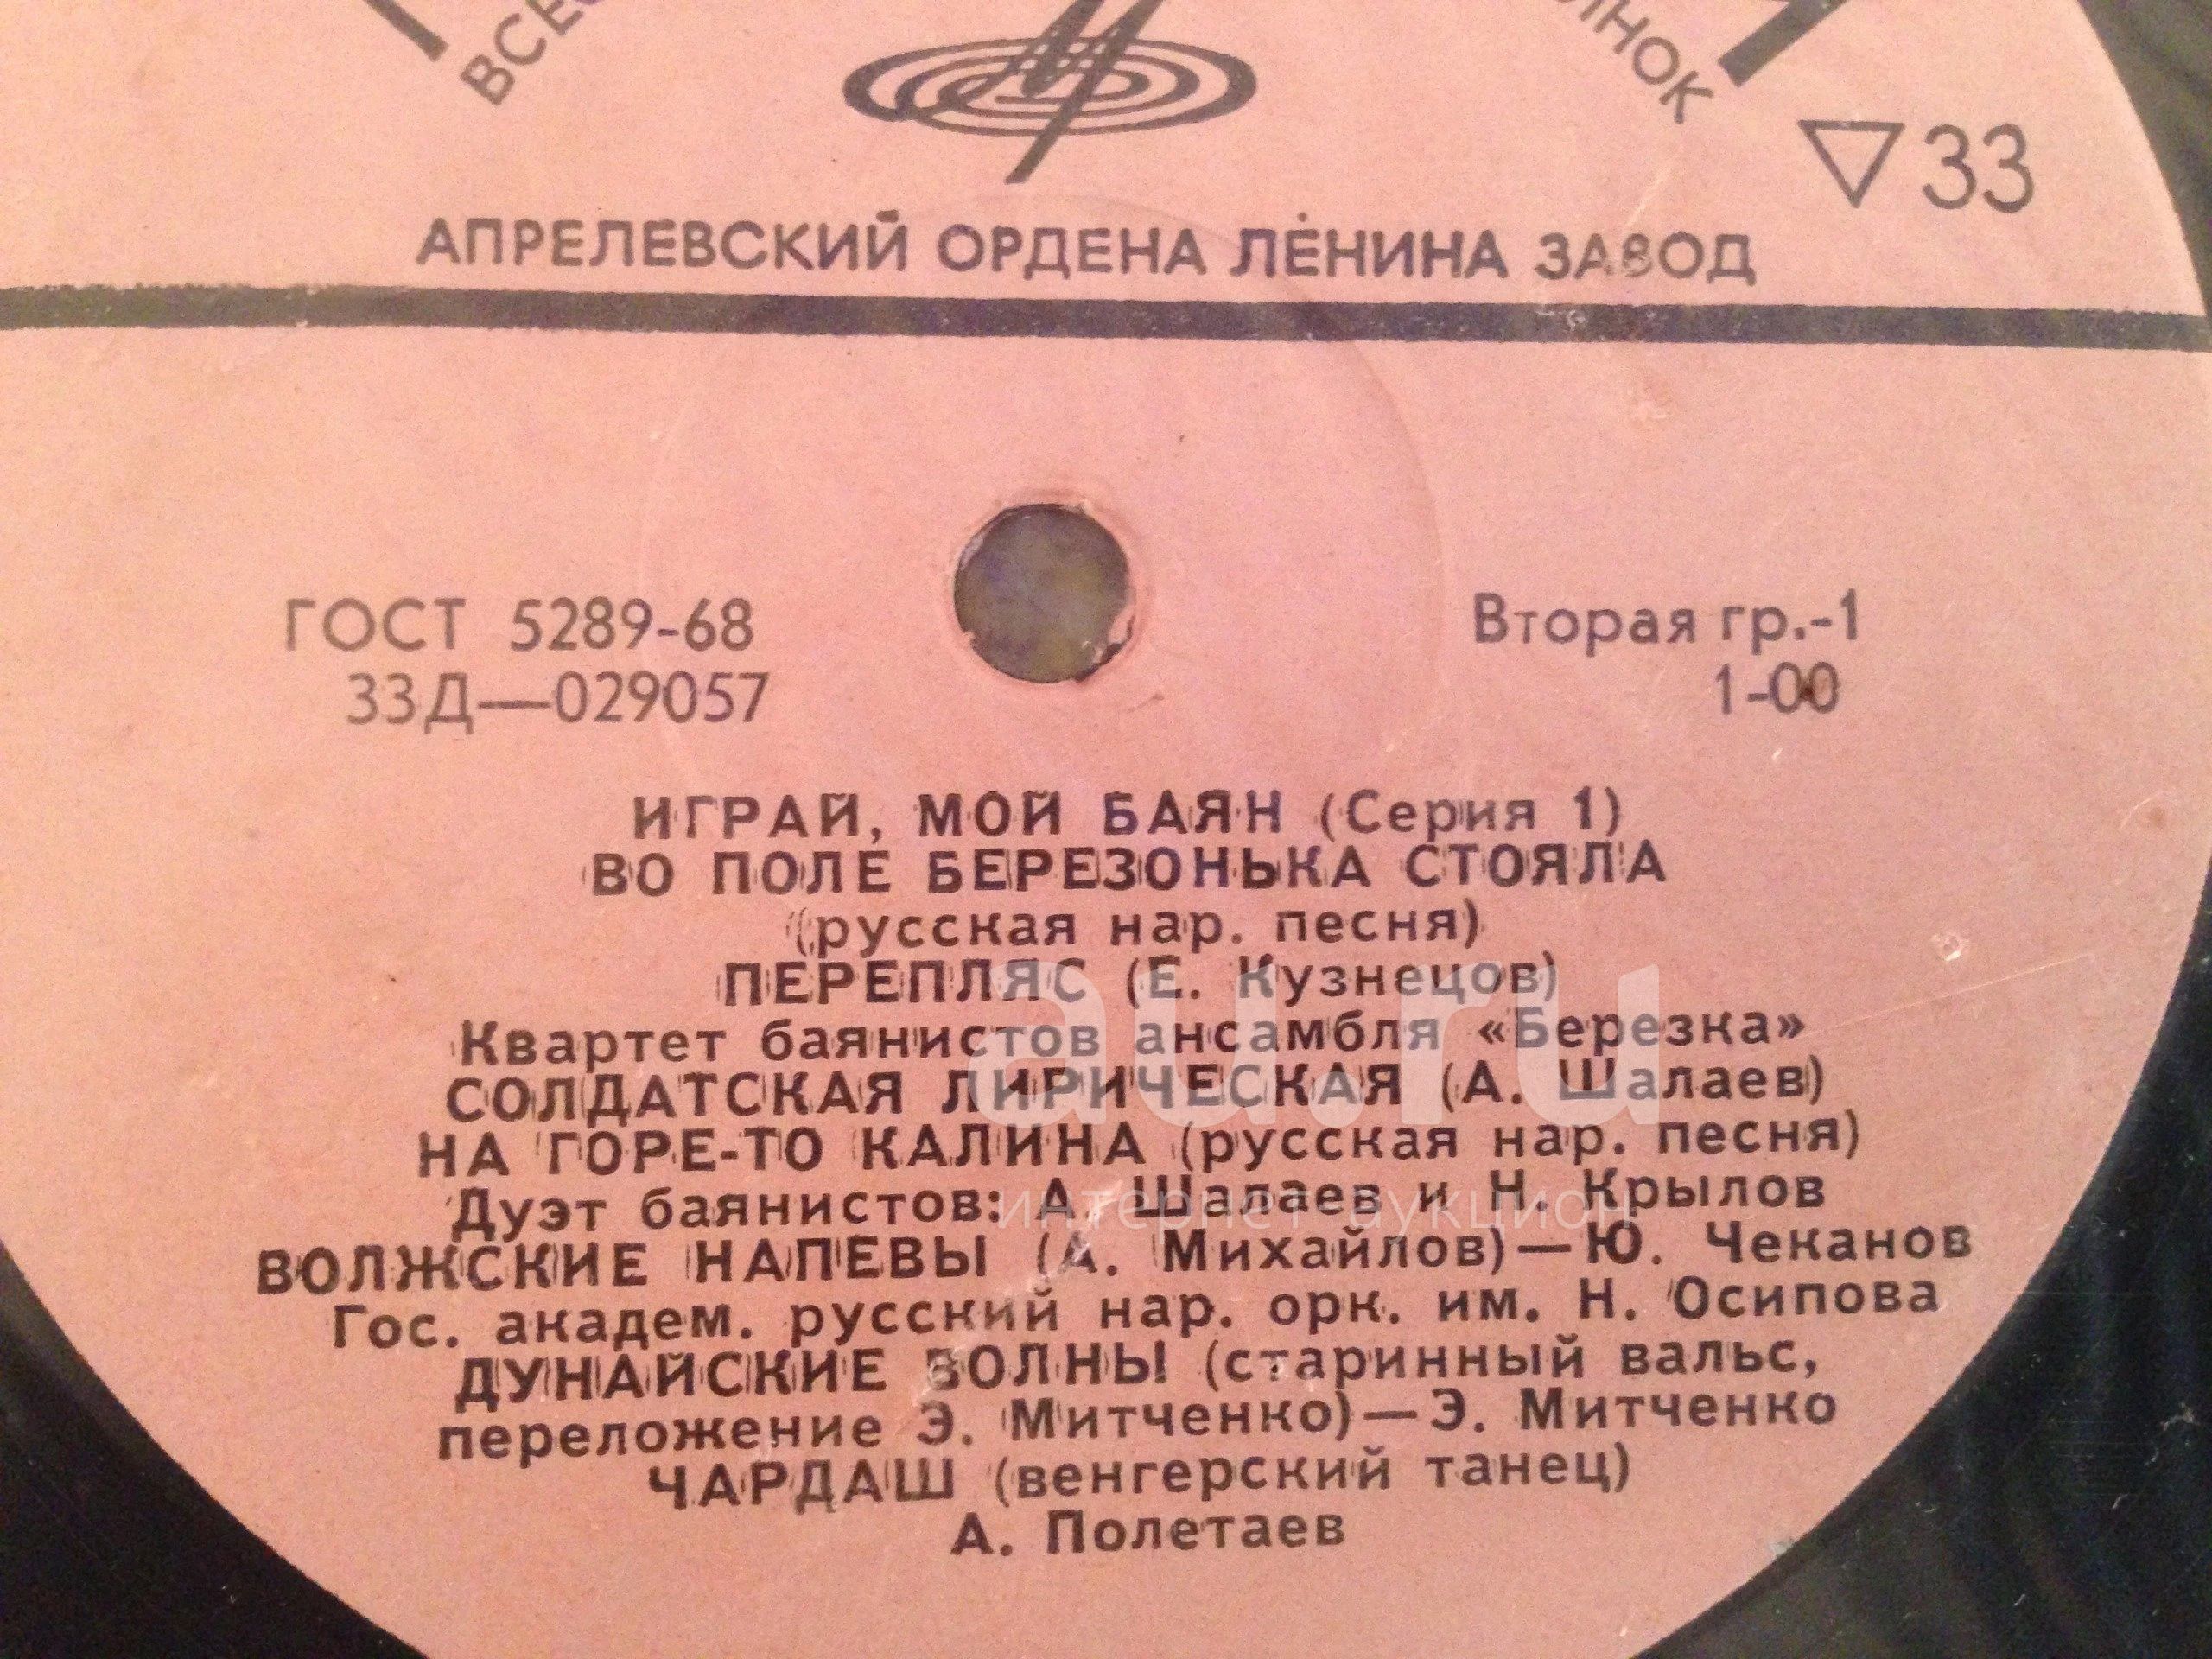 ▽33
АПРЕЛЕВСКИЙ ОРДЕНА ЛЕНИНА ЗАВОД
ГОСТ 5289-68
33Д—029057
Вторая гр.-1
1-00
ИГРАЙ, МОЙ БАЯН (Серия 1)
ВО ПОЛЕ БЕРЕЗОНЬКА СТОЯЛА
(русская нар. песня)
ПЕРЕПЛЯС (Е. Кузнецов)
Квартет баянистов ансамбля «Березка»
СОЛДАТСКАЯ ЛИРИЧЕСКАЯ (А. Шалаев)
НА ГОРЕ-ТО КАЛИНА (русская нар. песня)
Дуэт баянистов: А. Шалаев и Н. Крылов
ВОЛЖСКИЕ НАПЕВЫ (А. Михайлов)—Ю. Чеканов
Гос. академ. русский нар. орк. им. Н. Осипова
ДУНАЙСКИЕ ВОЛНЫ (старинный вальс,
переложение Э. Митченко)—Э. Митченко
ЧАРДАШ (венгерский танец)
А. Полетаев
au.ru
интернет-аукцион